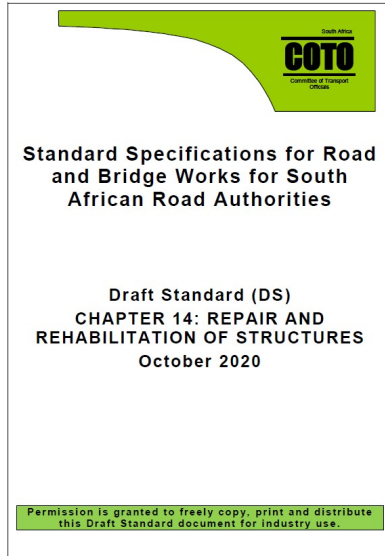 South Africa
COTO
Committee of Transport
Officials
Standard Specifications for Road
and Bridge Works for South
African Road Authorities
Draft Standard (DS)
CHAPTER 14: REPAIR AND
REHABILITATION OF STRUCTURES
October 2020
Permission is granted to freely copy, print and distribute
this Draft Standard document for industry use.